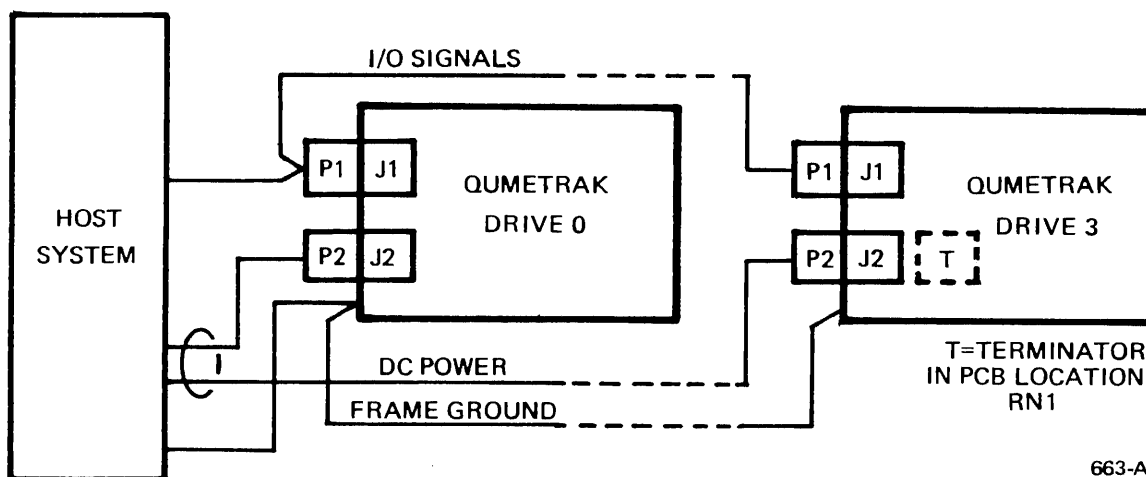 I/O SIGNALS
HOST
SYSTEM
P1 J1
QUMETRAK
DRIVE 0
P2 J2
P1 J1
QUMETRAK
DRIVE 3
P2 J2 T
DC POWER
FRAME GROUND
T=TERMINATOR
IN PCB LOCATION
RN1
663-A